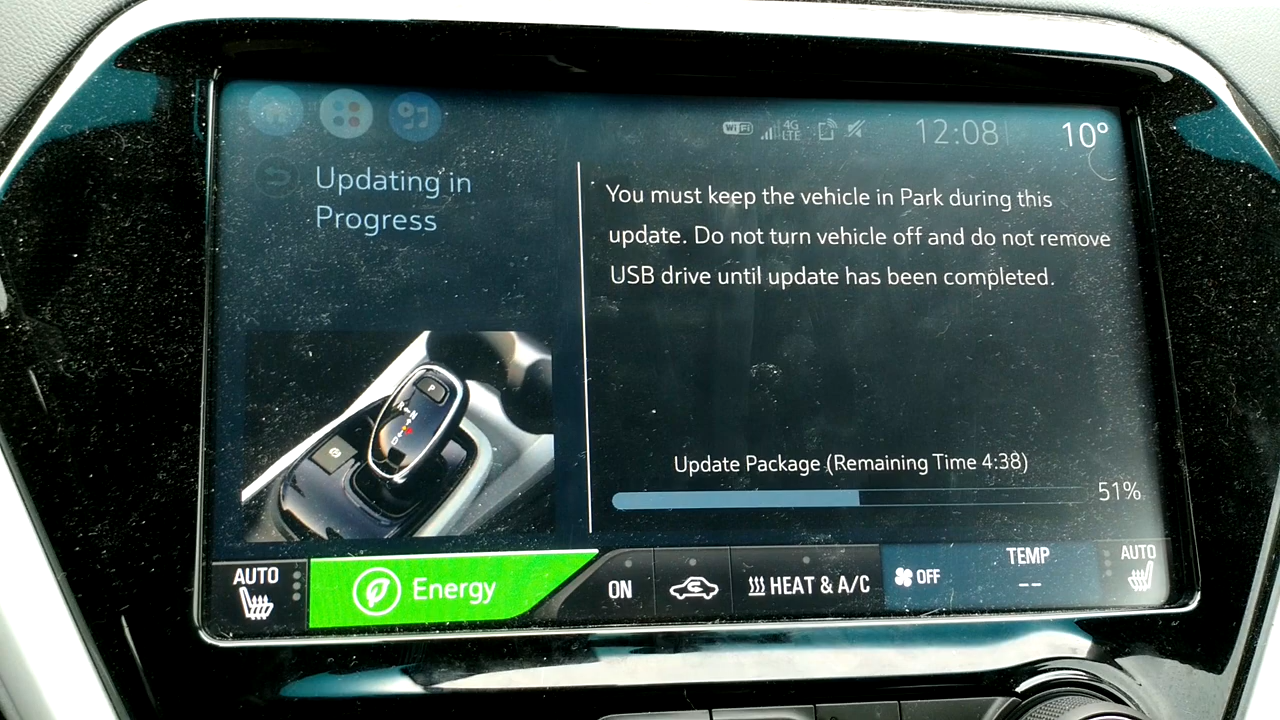 WiFi 4G LTE 12:08 10°
Updating in
Progress
You must keep the vehicle in Park during this
update. Do not turn vehicle off and do not remove
USB drive until update has been completed.
P
R N
D
Update Package (Remaining Time 4:38)
51%
AUTO
Energy
ON
HEAT & A/C
OFF
TEMP
--
AUTO